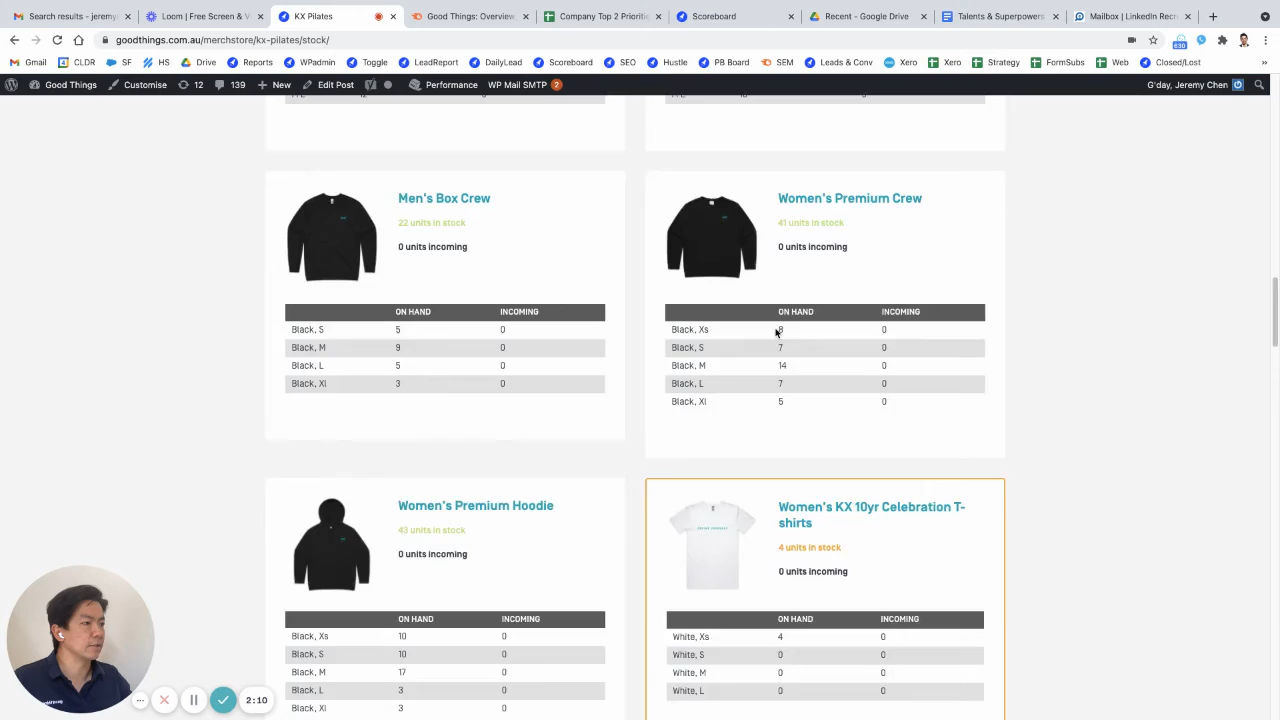 Search results - jeremy:
Loom | Free Screen & V
KX Pilates
Good Things: Overview,
Company Top 2 Prioritie
Scoreboard
Recent - Google Drive
Talents & Superpowers
Mailbox | LinkedIn Recr
goodthings.com.au/merchstore/kx-pilates/stock/
630
Gmail CLDR SF HS Drive Reports WPadmin Toggle LeadReport DailyLead Scoreboard SEO Hustle PB Board SEM Leads & Conv Xero Xero Strategy FormSubs Web Closed/Lost »
Good Things Customise 12 139 + New Edit Post Performance WP Mail SMTP 2 G'day, Jeremy Chen
Men's Box Crew
22 units in stock
0 units incoming
ON HAND INCOMING
Black, S 5 0
Black, M 9 0
Black, L 5 0
Black, Xl 3 0
Women's Premium Crew
41 units in stock
0 units incoming
ON HAND INCOMING
Black, Xs 8 0
Black, S 7 0
Black, M 14 0
Black, L 7 0
Black, Xl 5 0
Women's Premium Hoodie
43 units in stock
0 units incoming
ON HAND INCOMING
Black, Xs 10 0
Black, S 10 0
Black, M 17 0
Black, L 3 0
Black, Xl 3 0
Women's KX 10yr Celebration T-
shirts
4 units in stock
0 units incoming
ON HAND INCOMING
White, Xs 4 0
White, S 0 0
White, M 0 0
White, L 0 0
2:10